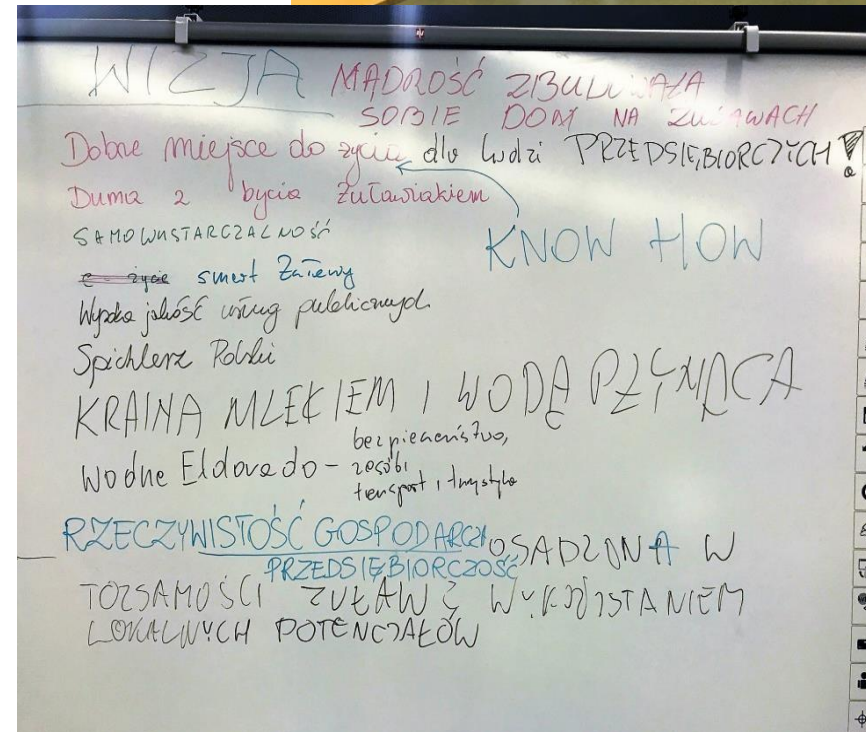 WIZJA MĄDROŚĆ ZBUDOWAŁA
SOBIE DOM NA ŻUŁAWACH
Dobre miejsce do życia dla ludzi PRZEDSIĘBIORCZYCH!
Duma z bycia Żuławiakiem
KNOW HOW
SAMOWYSTARCZALNOŚĆ
e - życie smart Żuławy
Wysoka jakość usług publicznych
Spichlerz Polski
KRAINA MLEKIEM I WODĄ PŁYNĄCA
Wodne Eldorado - bezpieczeństwo,
zasoby
transport i turystyka
RZECZYWISTOŚĆ GOSPODARCZA OSADZONA W
PRZEDSIĘBIORCZOŚĆ
TOŻSAMOŚCI ŻUŁAW Z WYKORZYSTANIEM
LOKALNYCH POTENCJAŁÓW